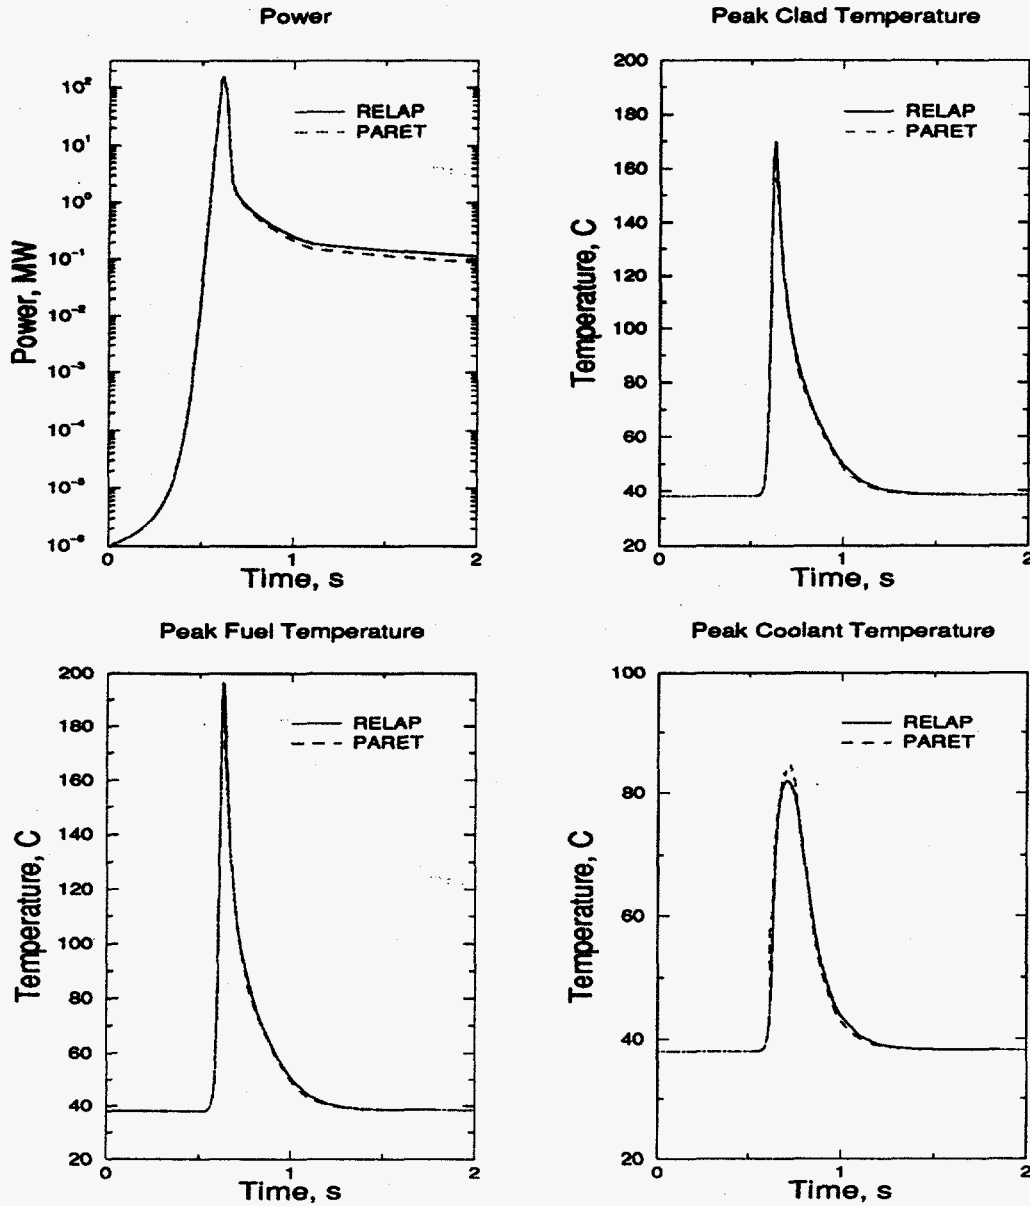 Power
10²
10¹
10⁰
10⁻¹
10⁻²
10⁻³
10⁻⁴
10⁻⁵
10⁻⁶
Power, MW
RELAP
PARET
0
1
2
Time, s
Peak Clad Temperature
200
180
160
140
120
100
80
60
40
20
Temperature, C
RELAP
PARET
0
1
2
Time, s
Peak Fuel Temperature
200
180
160
140
120
100
80
60
40
20
Temperature, C
RELAP
PARET
0
1
2
Time, s
Peak Coolant Temperature
100
80
60
40
20
Temperature, C
RELAP
PARET
0
1
2
Time, s